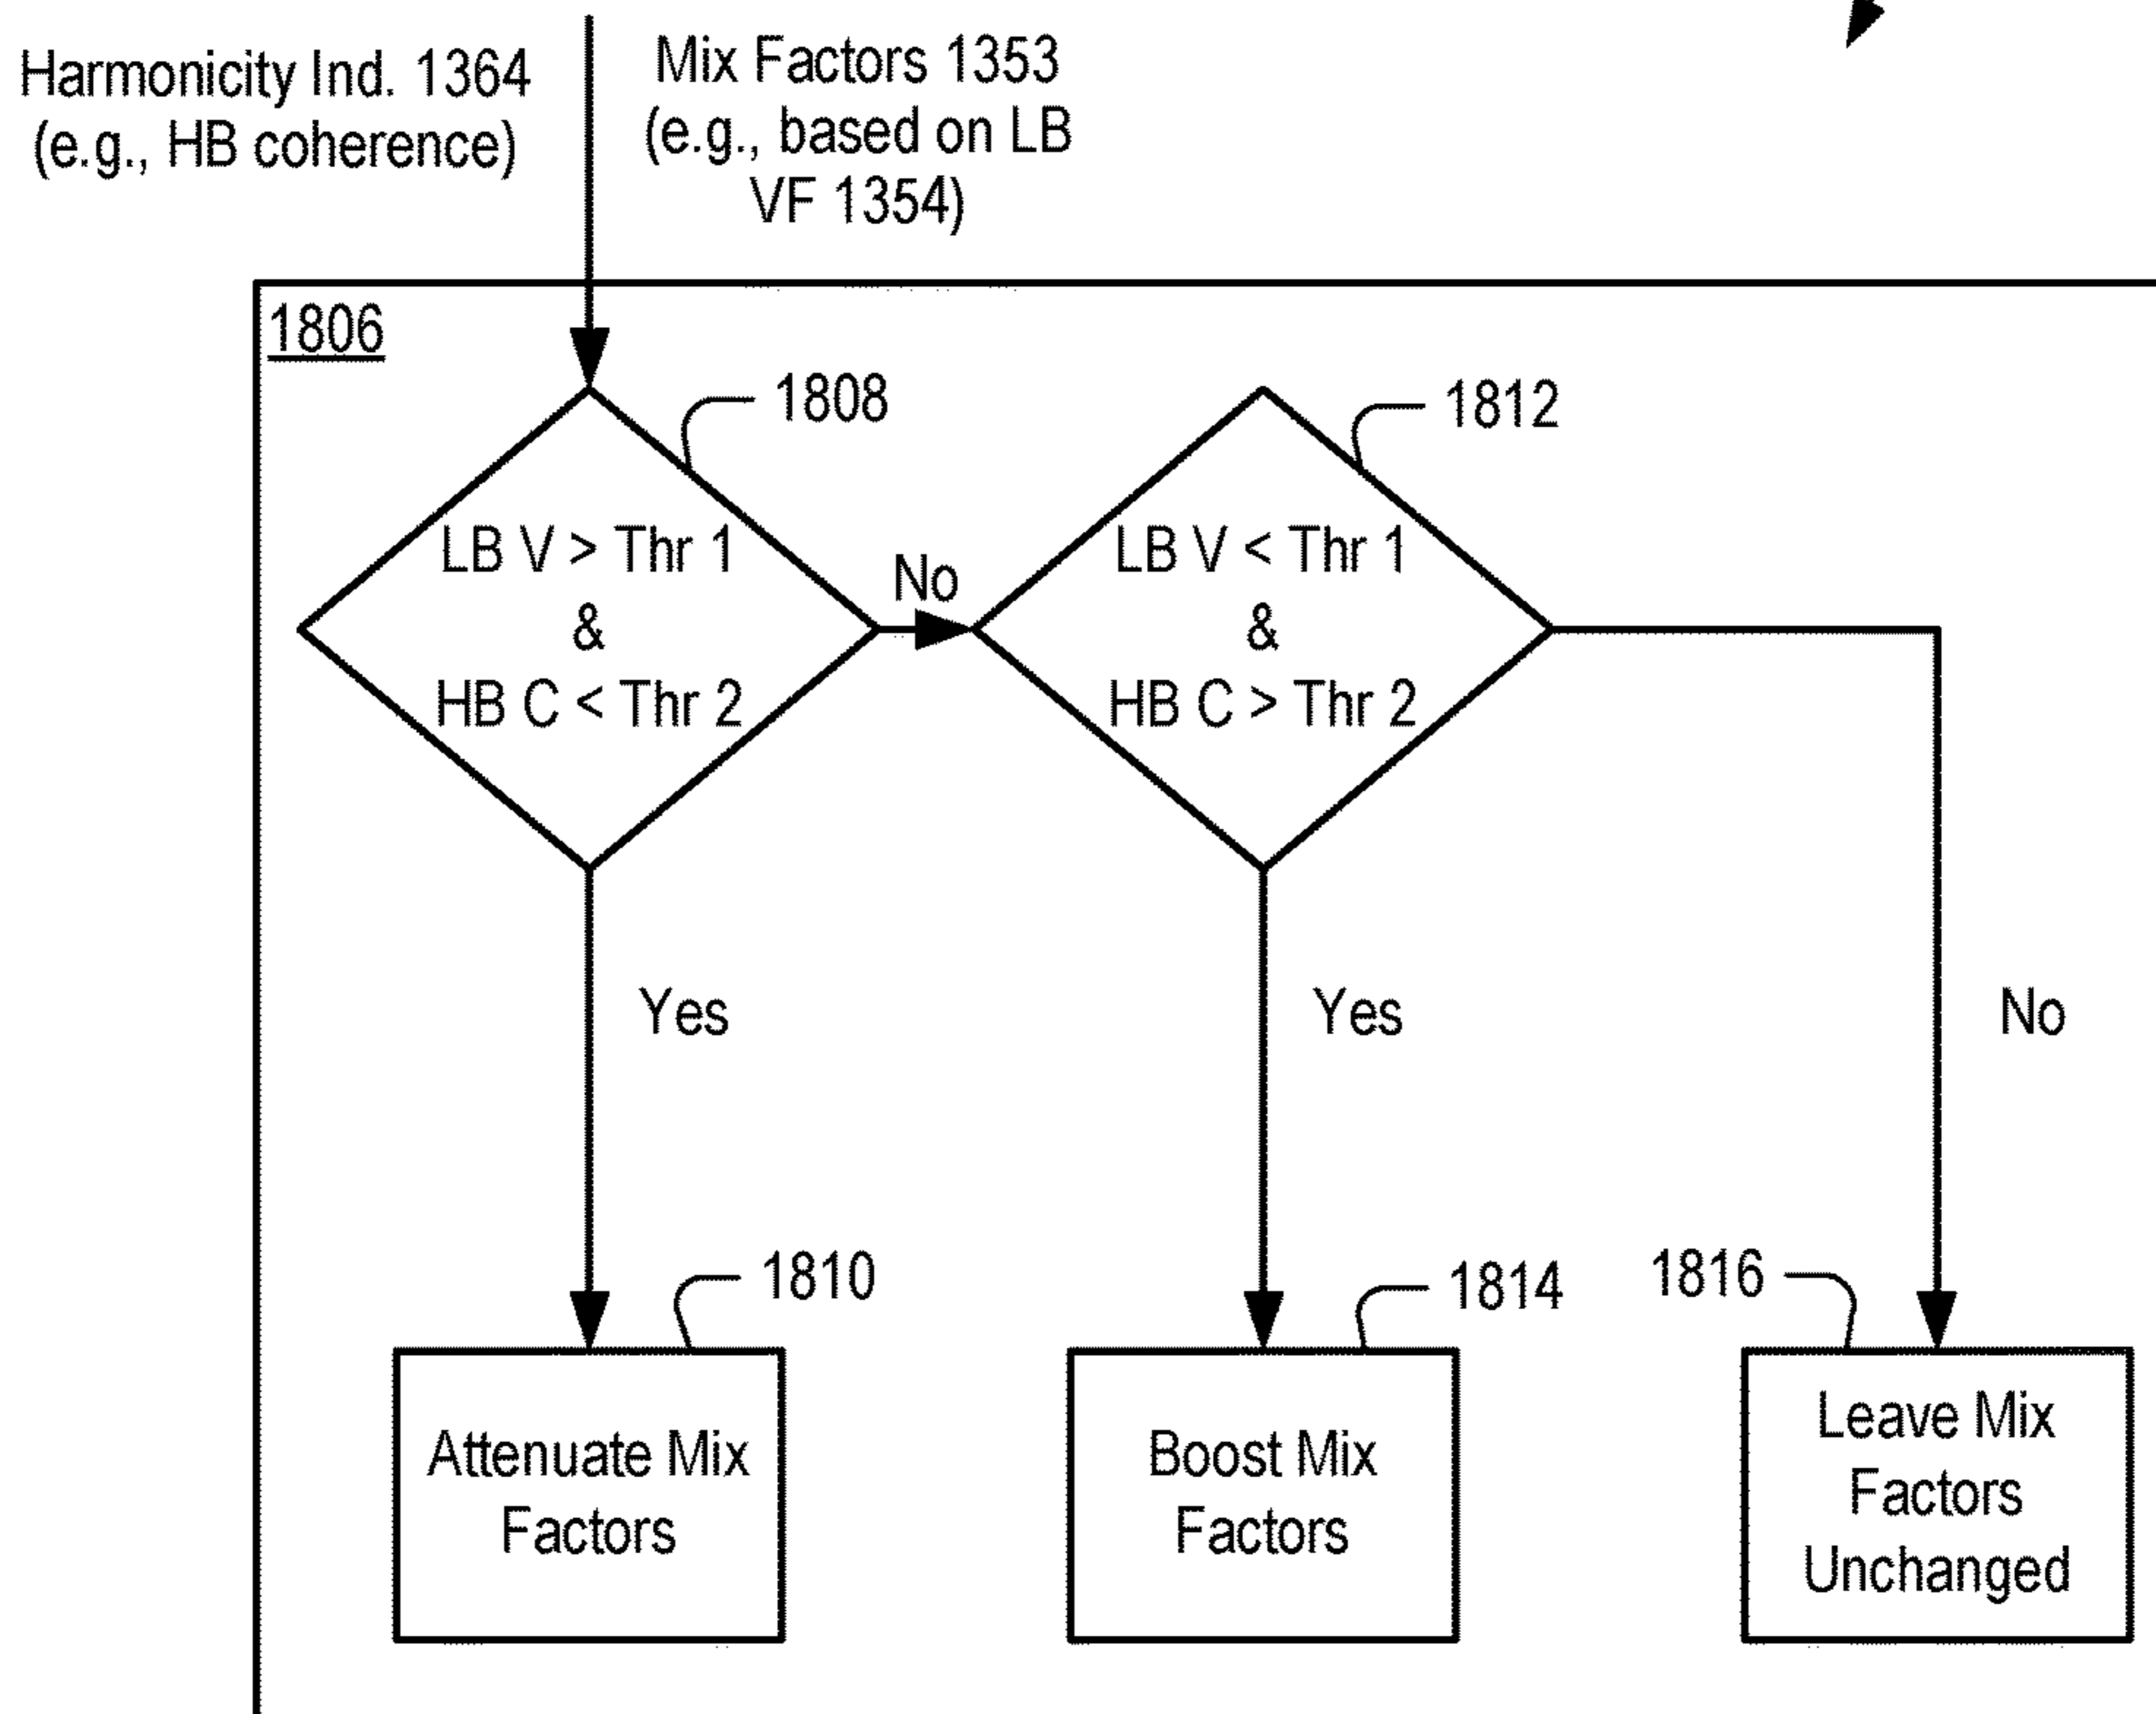 Harmonicity Ind. 1364
(e.g., HB coherence)
Mix Factors 1353
(e.g., based on LB
VF 1354)
1806
1808
1812
LB V > Thr 1
&
HB C < Thr 2
No
LB V < Thr 1
&
HB C > Thr 2
Yes
Yes
No
1810
1814
1816
Attenuate Mix
Factors
Boost Mix
Factors
Leave Mix
Factors
Unchanged